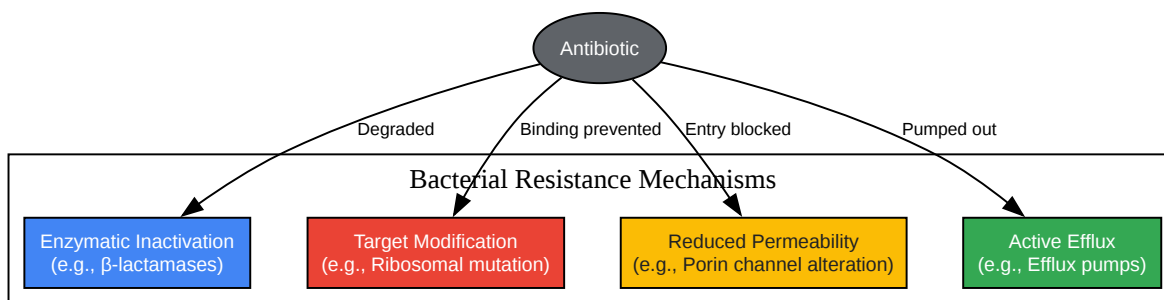 Antibiotic
Degraded
Binding prevented
Entry blocked
Pumped out
Bacterial Resistance Mechanisms
Enzymatic Inactivation
(e.g., β-lactamases)
Target Modification
(e.g., Ribosomal mutation)
Reduced Permeability
(e.g., Porin channel alteration)
Active Efflux
(e.g., Efflux pumps)